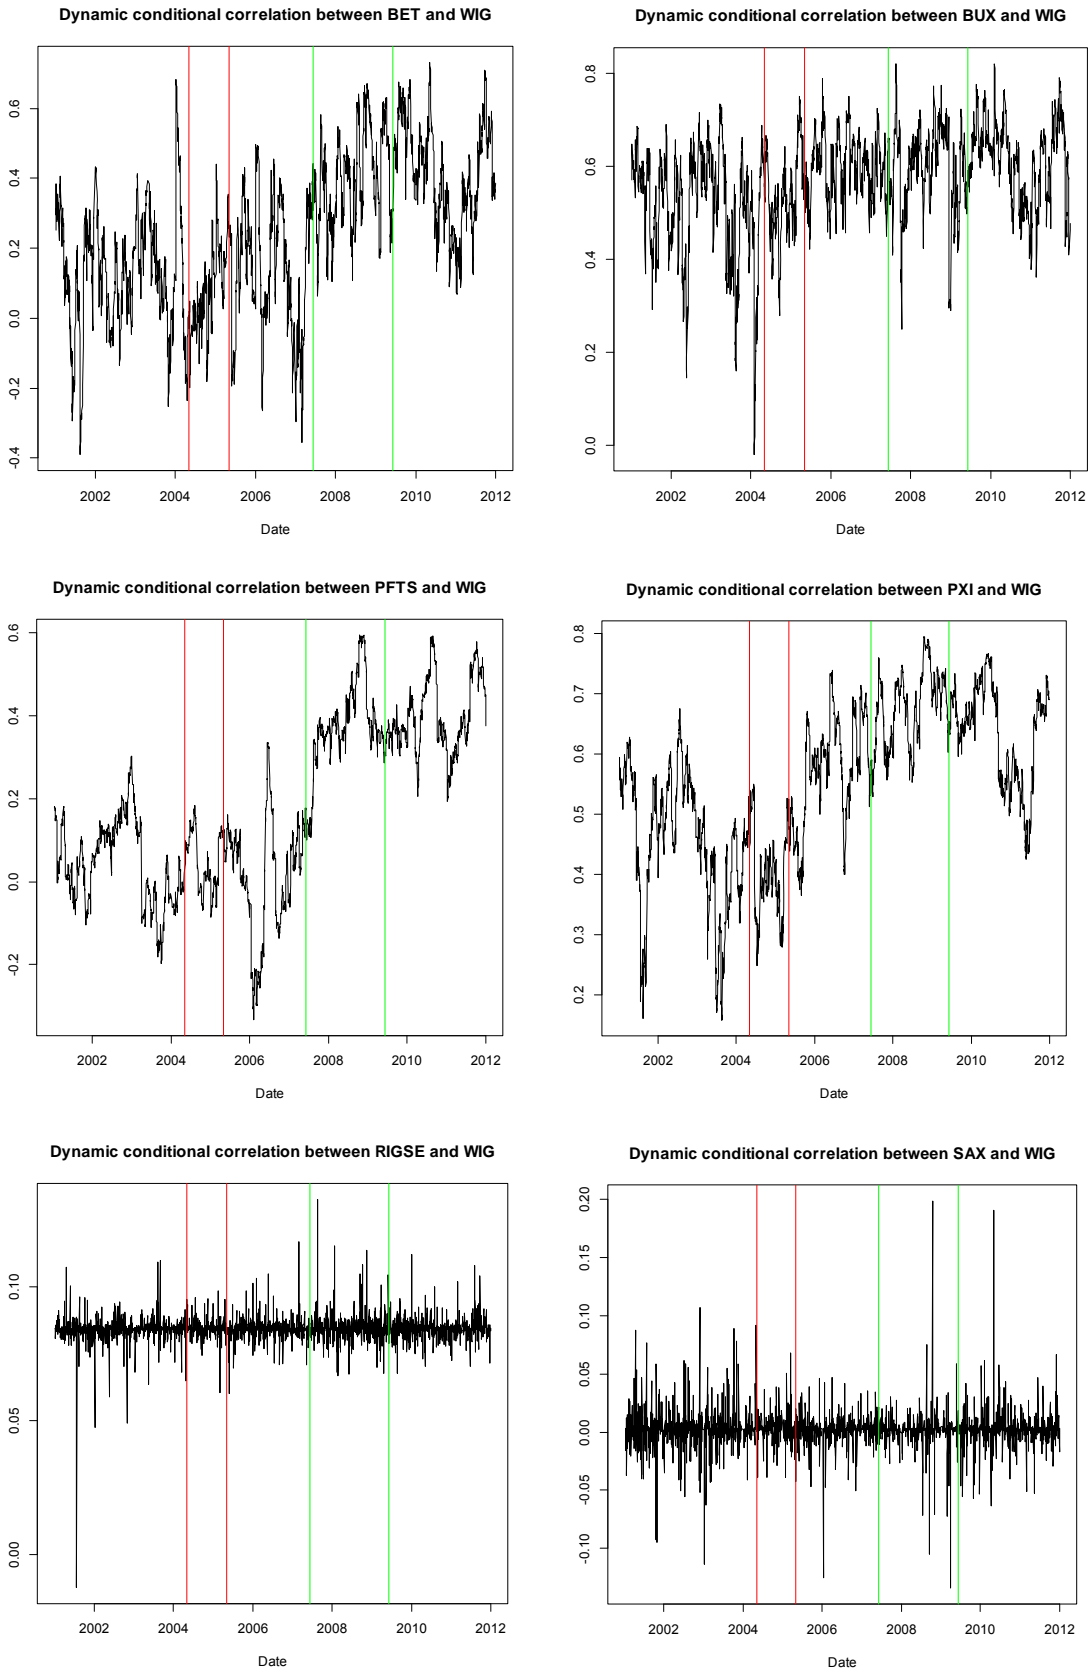 Dynamic conditional correlation between BET and WIG
0.6
0.4
0.2
0.0
-0.2
-0.4
2002 2004 2006 2008 2010 2012
Date
Dynamic conditional correlation between BUX and WIG
0.8
0.6
0.4
0.2
0.0
2002 2004 2006 2008 2010 2012
Date
Dynamic conditional correlation between PFTS and WIG
0.6
0.4
0.2
0.0
-0.2
2002 2004 2006 2008 2010 2012
Date
Dynamic conditional correlation between PXI and WIG
0.8
0.7
0.6
0.5
0.4
0.3
0.2
2002 2004 2006 2008 2010 2012
Date
Dynamic conditional correlation between RIGSE and WIG
0.10
0.05
0.00
2002 2004 2006 2008 2010 2012
Date
Dynamic conditional correlation between SAX and WIG
0.20
0.15
0.10
0.05
0.00
-0.05
-0.10
2002 2004 2006 2008 2010 2012
Date